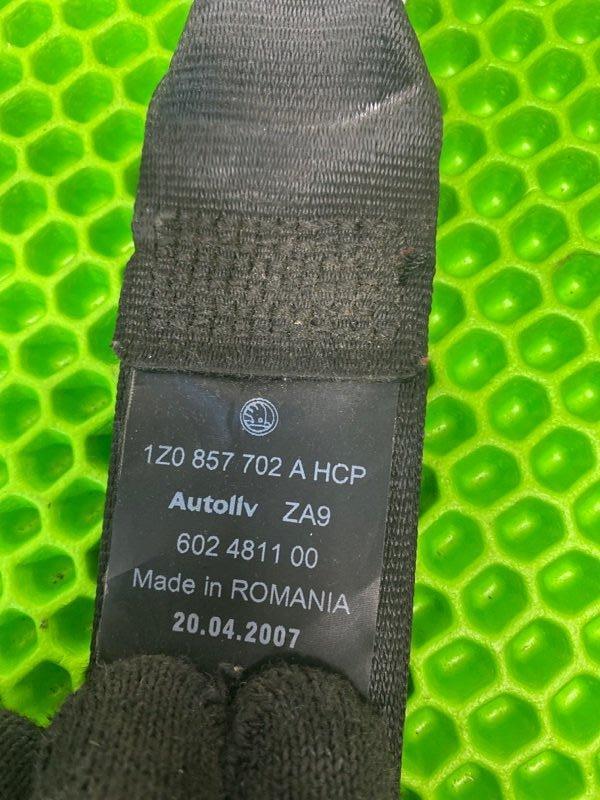 1Z0 857 702 A HCP
Autoliv ZA9
602 4811 00
Made in ROMANIA
20.04.2007